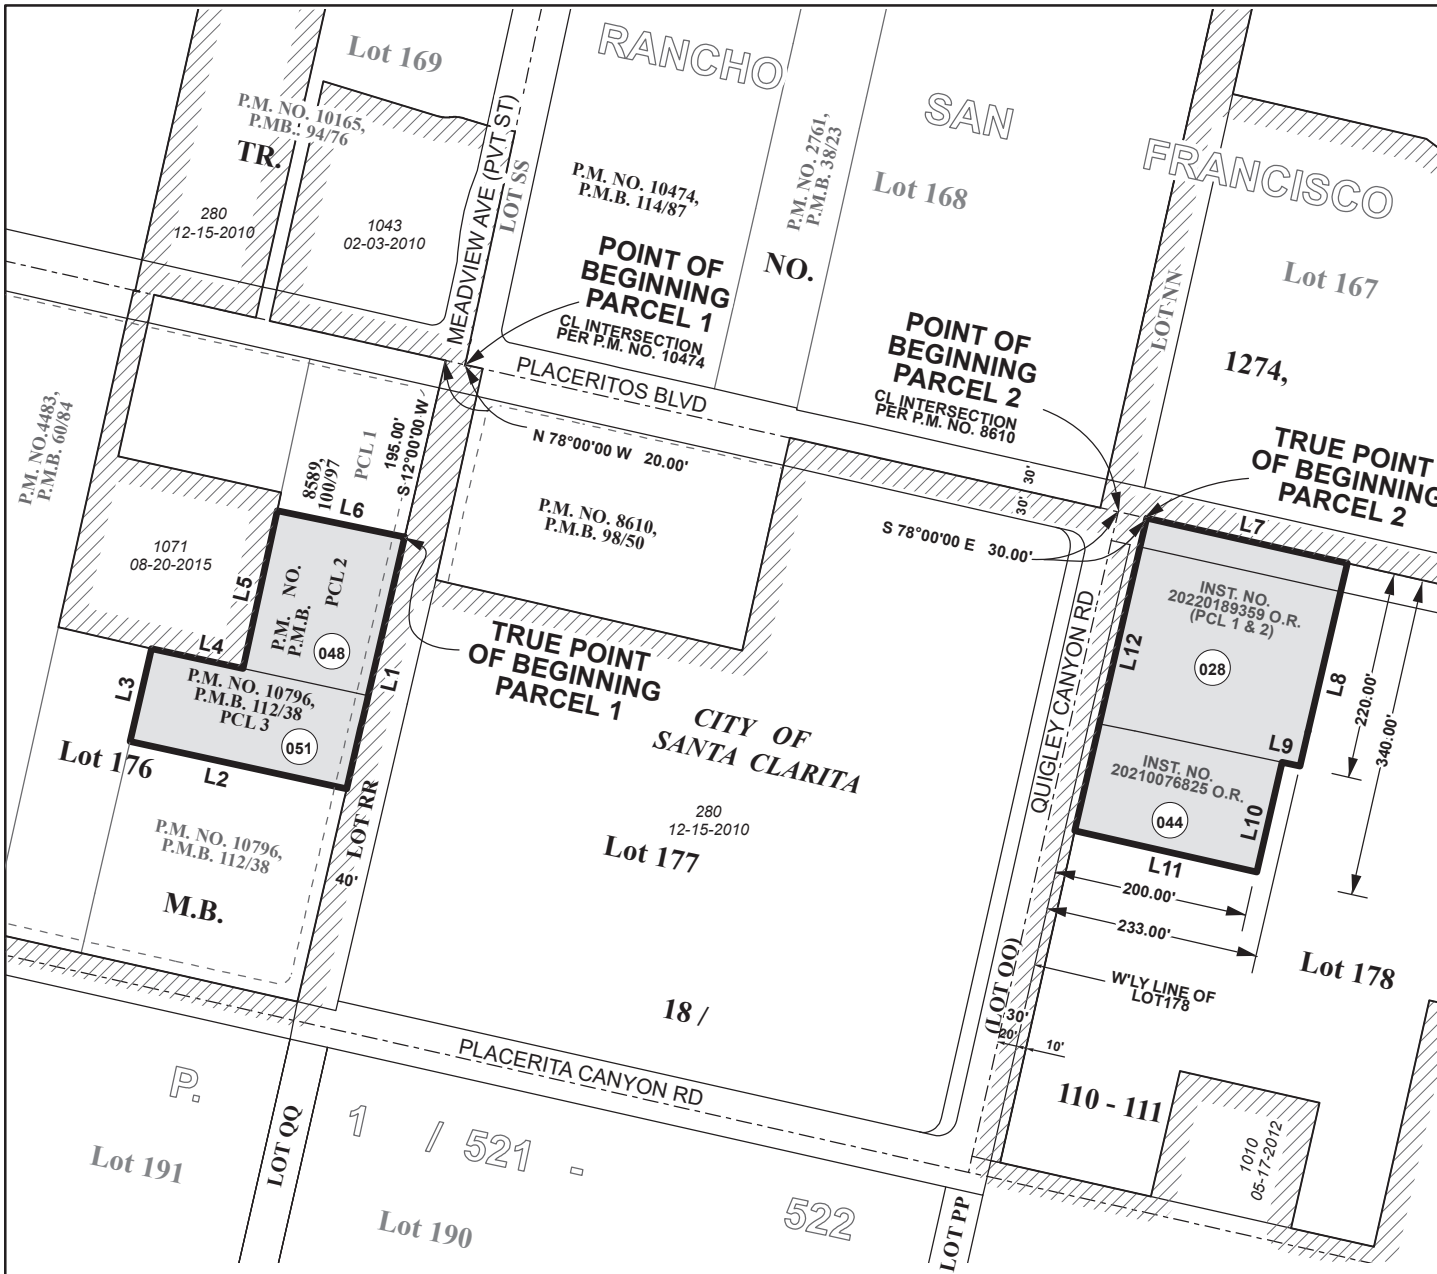 RANCHO
SAN
FRANCISCO
Lot 169
P.M. NO. 10165,
P.MB.. 94/76
TR.
280
12-15-2010
1043
02-03-2010
MEADVIEW AVE (PVT ST)
LOT SS
P.M. NO. 10474,
P.M.B. 114/87
P.M. NO. 2761,
P.M.B. 38/23
Lot 168
NO.
LOT NN
Lot 167
1274,
POINT OF
BEGINNING
PARCEL 1
CL INTERSECTION
PER P.M. NO. 10474
POINT OF
BEGINNING
PARCEL 2
CL INTERSECTION
PER P.M. NO. 8610
TRUE POINT
OF BEGINNING
PARCEL 2
PLACERITOS BLVD
P.M. NO.4483,
P.M.B. 60/84
8589,
100/97
PCL 1
195.00'
S 12°00'00" W
N 78°00'00 W 20.00'
30'
30'
P.M. NO. 8610,
P.M.B. 98/50
S 78°00'00 E 30.00'
L6
L7
1071
08-20-2015
L5
P.M. NO.
P.M.B.
PCL 2
048
L4
L3
L1
P.M. NO. 10796,
P.M.B. 112/38
PCL 3
051
L2
Lot 176
TRUE POINT
OF BEGINNING
PARCEL 1
CITY OF
SANTA CLARITA
QUIGLEY CANYON RD
L12
INST. NO.
20220189359 O.R.
(PCL 1 & 2)
028
L8
220.00'
340.00'
L9
INST. NO.
20210076825 O.R.
044
L10
L11
200.00'
233.00'
P.M. NO. 10796,
P.M.B. 112/38
M.B.
LOT RR
40'
280
12-15-2010
Lot 177
18 /
(LOT OO)
W'LY LINE OF
LOT178
Lot 178
30'
20'
10'
110 - 111
PLACERITA CANYON RD
P.
Lot 191
LOT QQ
1 / 521 -
522
Lot 190
LOT PP
1010
05-17-2012